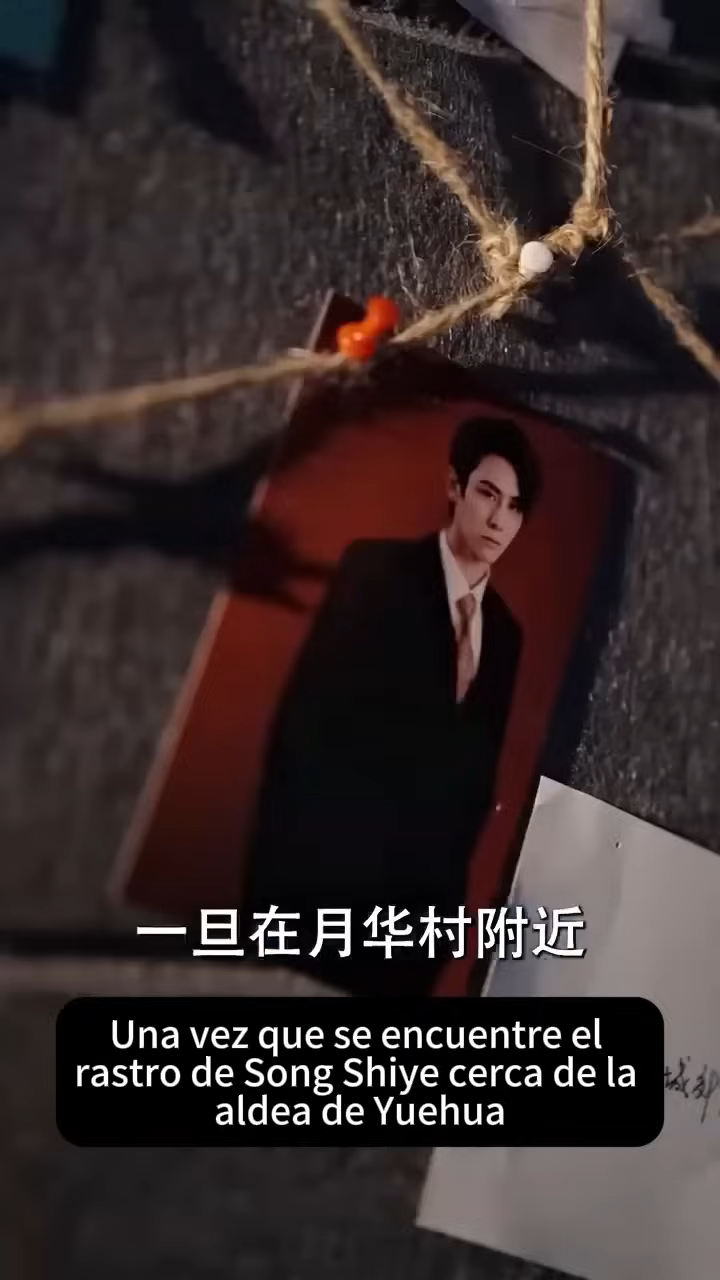 一旦在月华村附近
Una vez que se encuentre el
rastro de Song Shiye cerca de la
aldea de Yuehua